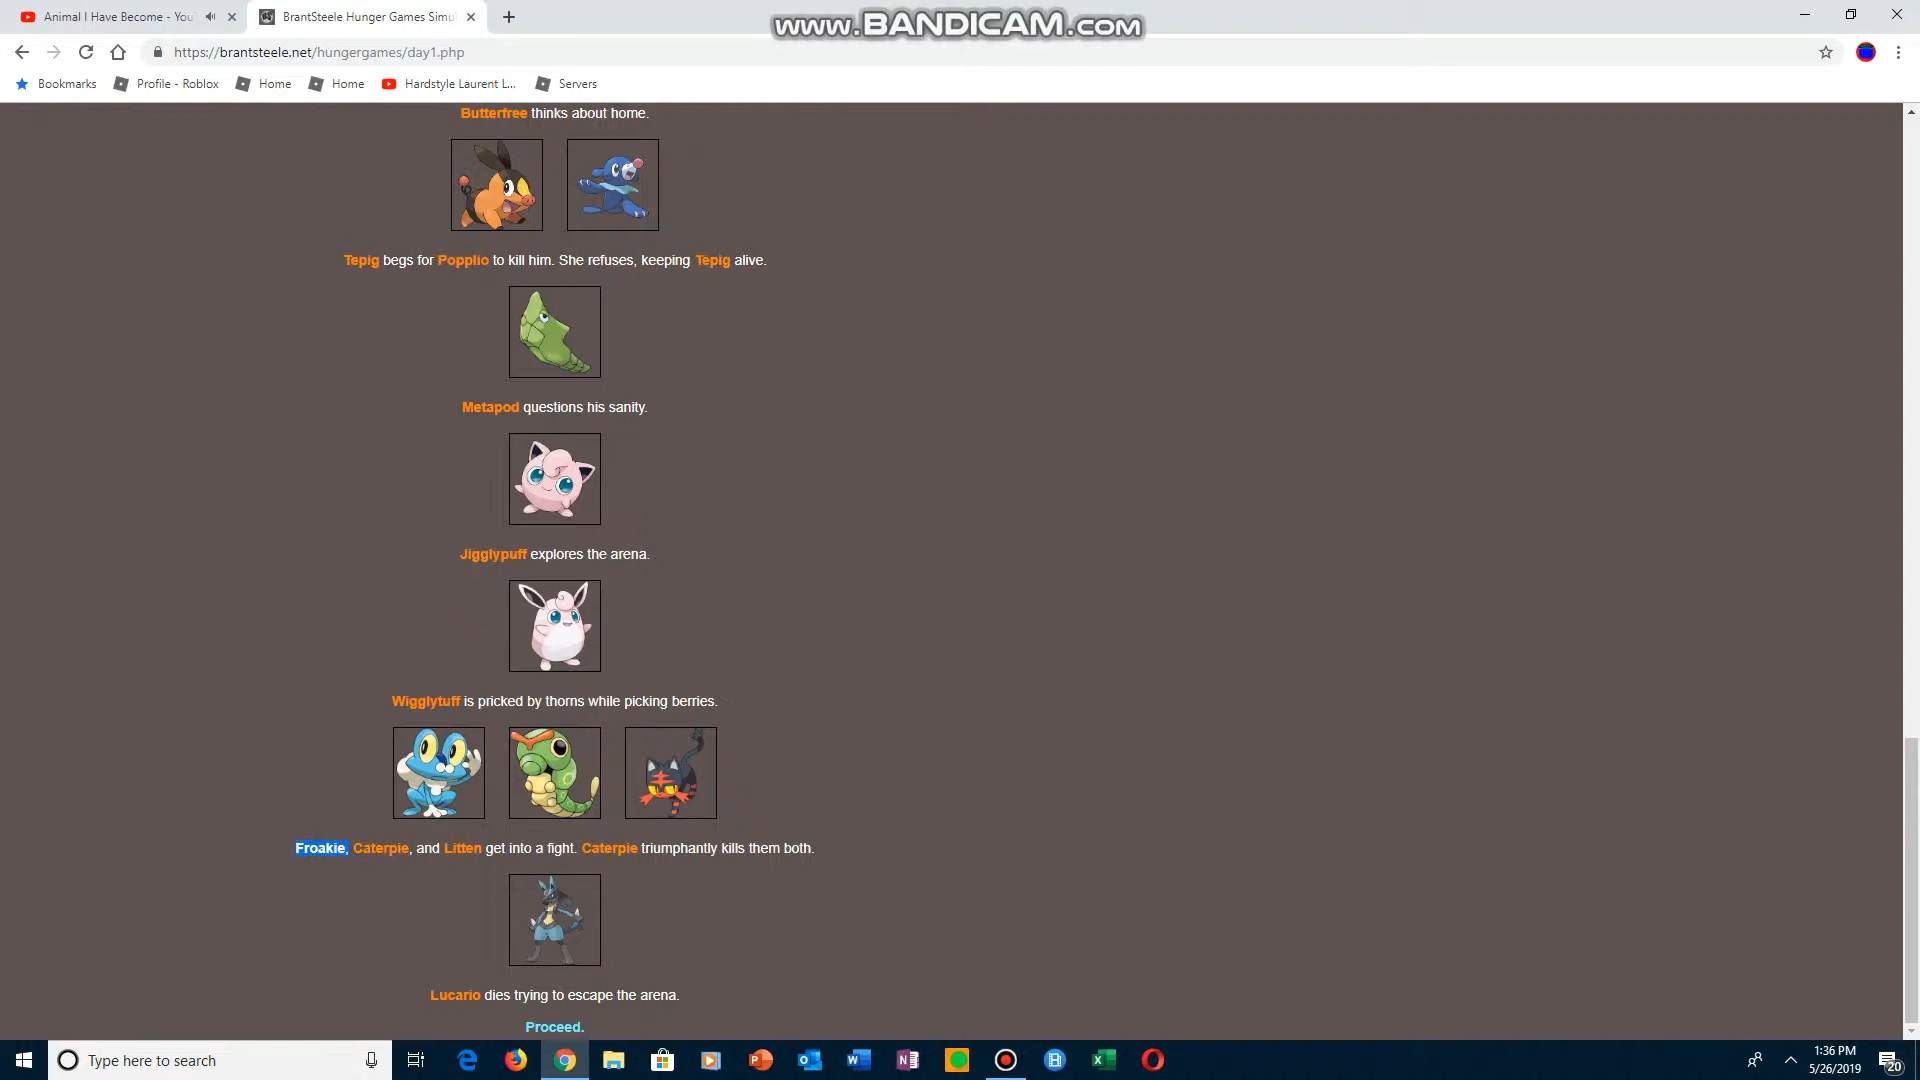 Animal I Have Become - You
BrantSteele Hunger Games Simu
www.BANDICAM.com
https://brantsteele.net/hungergames/day1.php
Bookmarks
Profile - Roblox
Home
Home
Hardstyle Laurent L...
Servers
Butterfree thinks about home.
Tepig begs for Popplio to kill him. She refuses, keeping Tepig alive.
Metapod questions his sanity.
Jigglypuff explores the arena.
Wigglytuff is pricked by thorns while picking berries.
Froakie, Caterpie, and Litten get into a fight. Caterpie triumphantly kills them both.
Lucario dies trying to escape the arena.
Proceed.
Type here to search
1:36 PM
5/26/2019
20